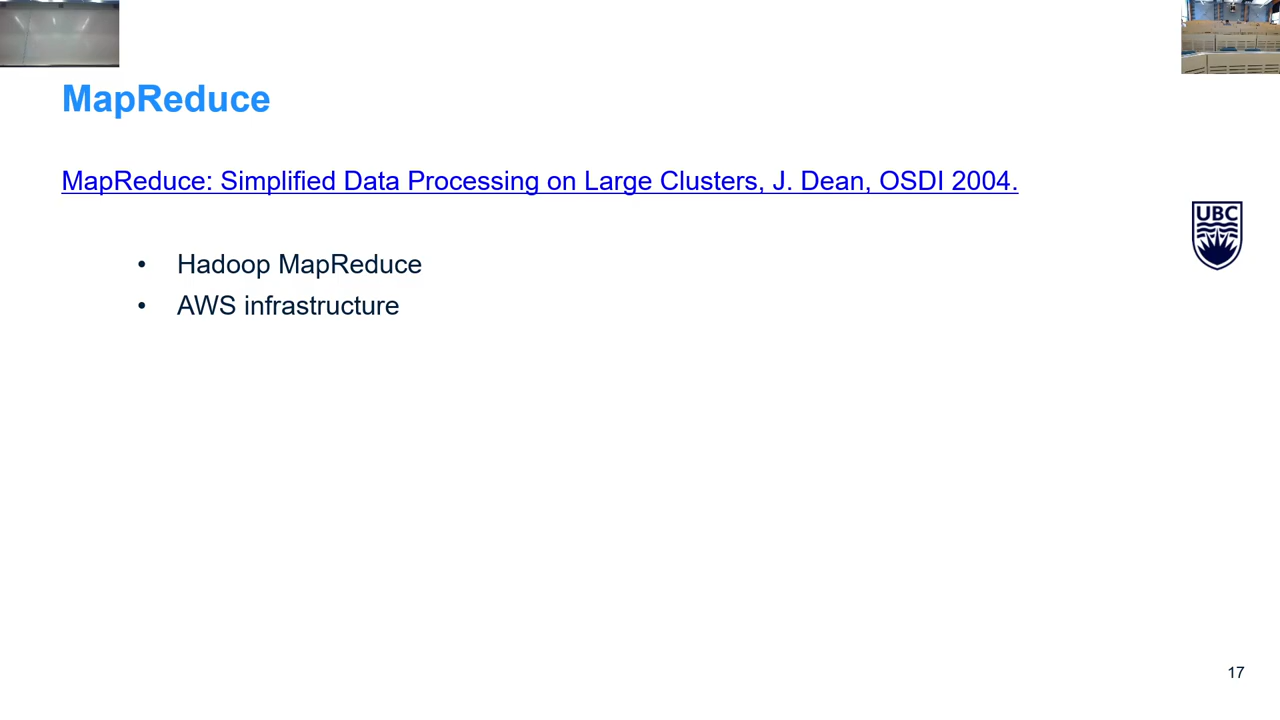 MapReduce
MapReduce: Simplified Data Processing on Large Clusters, J. Dean, OSDI 2004.
UBC
• Hadoop MapReduce
• AWS infrastructure
17